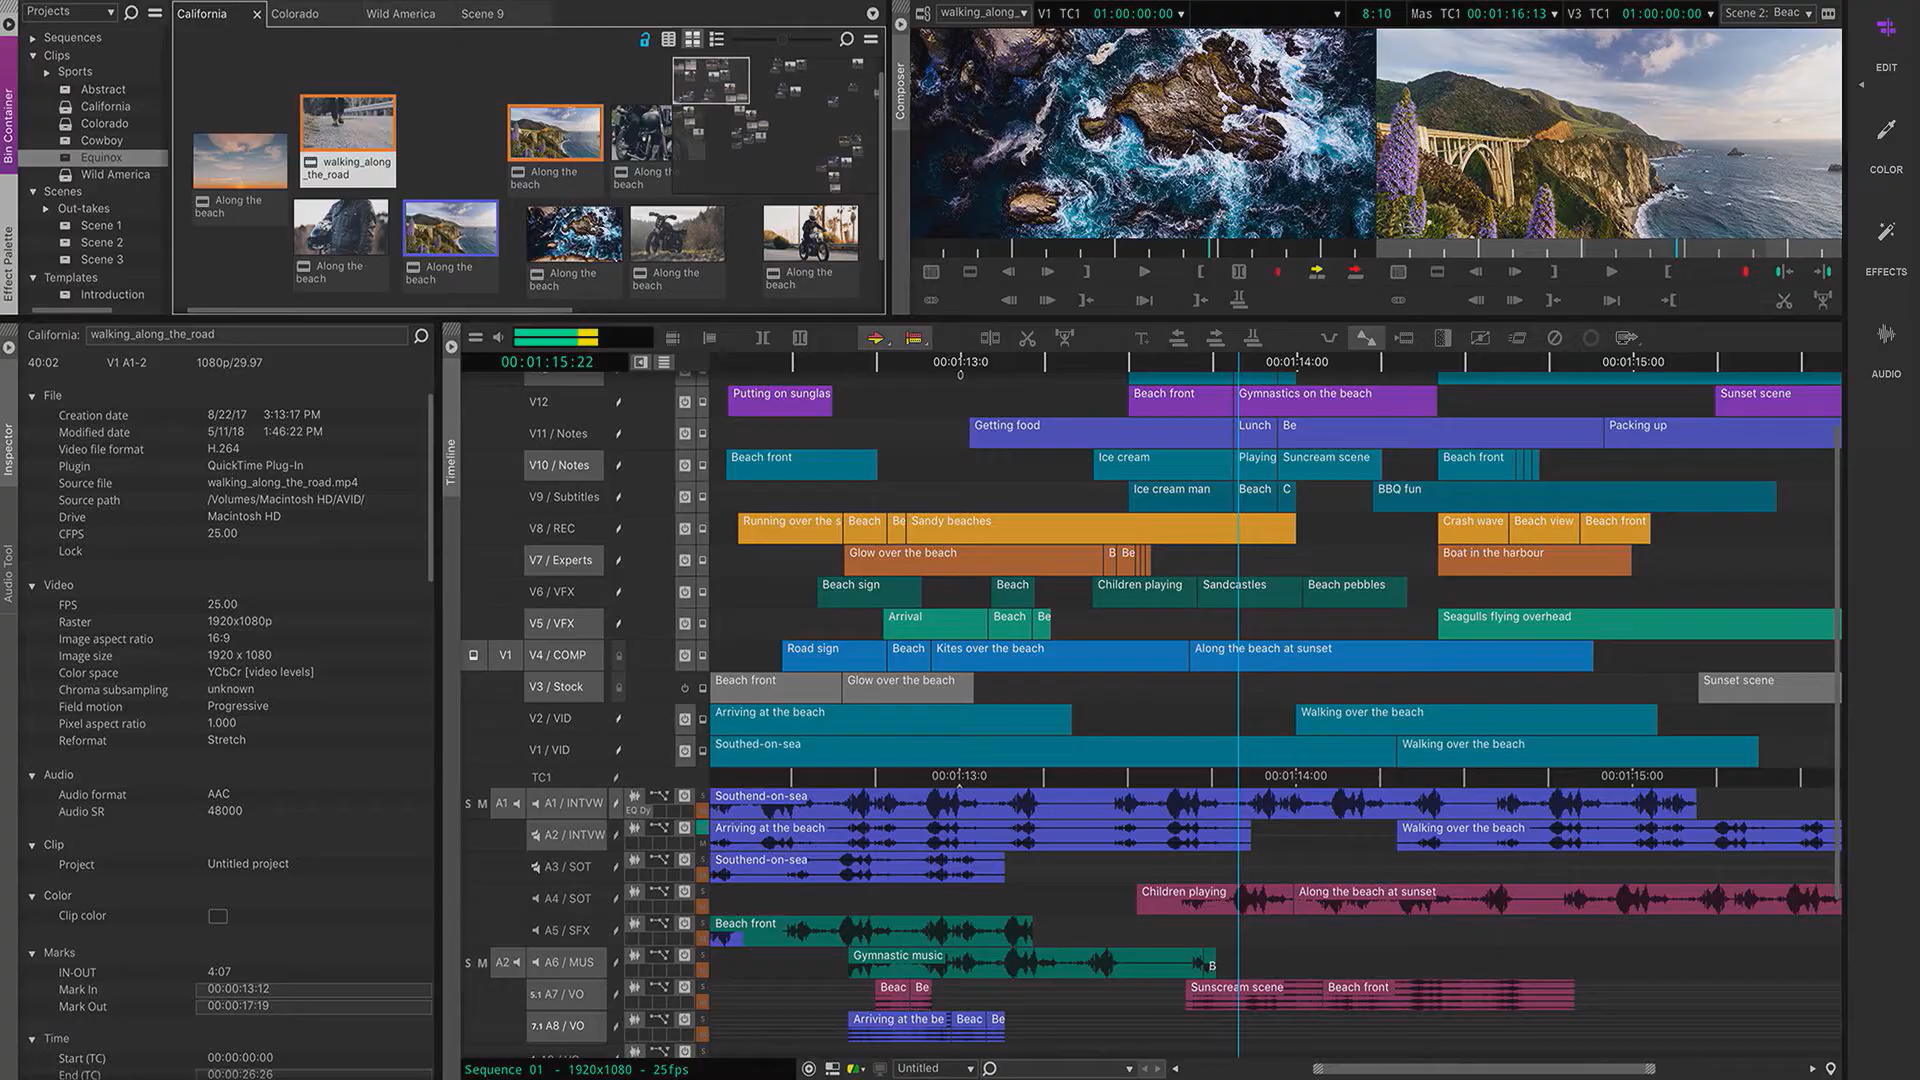 Projects
California
Colorado
Wild America
Scene 9
walking_along_
V1 TC1 01:00:00:00
8:10
Mas TC1 00:01:16:13
V3 TC1 01:00:00:00
Scene 2: Beac
Bin Container
Effect Palette
Sequences
Clips
Sports
Abstract
California
Colorado
Cowboy
Equinox
Wild America
Scenes
Out-takes
Scene 1
Scene 2
Scene 3
Templates
Introduction
Along the
beach
walking_along
_the_road
Along the
beach
Along the
beach
Along the
beach
Along the
beach
Along the
beach
Along the
beach
Along the
beach
Composer
EDIT
COLOR
EFFECTS
AUDIO
Inspector
Audio Tool
California: walking_along_the_road
40:02 V1 A1-2 1080p/29.97
File
Creation date 8/22/17 3:13:17 PM
Modified date 5/11/18 1:46:22 PM
Video file format H.264
Plugin QuickTime Plug-In
Source file walking_along_the_road.mp4
Source path /Volumes/Macintosh HD/AVID/
Drive Macintosh HD
CFPS 25.00
Lock
Video
FPS 25.00
Raster 1920x1080p
Image aspect ratio 16:9
Image size 1920 x 1080
Color space YCbCr [video levels]
Chroma subsampling unknown
Field motion Progressive
Pixel aspect ratio 1.000
Reformat Stretch
Audio
Audio format AAC
Audio SR 48000
Clip
Project Untitled project
Color
Clip color
Marks
IN-OUT 4:07
Mark In 00:00:13:12
Mark Out 00:00:17:19
Time
Start (TC) 00:00:00:00
End (TC) 00:00:26:26
Timeline
00:01:15:22
00:01:13:0
0
00:01:14:00
00:01:15:00
V12 Putting on sunglas Beach front Gymnastics on the beach Sunset scene
V11 / Notes Getting food Lunch Be Packing up
V10 / Notes Beach front Ice cream Playing Suncream scene Beach front
V9 / Subtitles Ice cream man Beach C BBQ fun
V8 / REC Running over the s Beach Be Sandy beaches Crash wave Beach view Beach front
V7 / Experts Glow over the beach B Be Boat in the harbour
V6 / VFX Beach sign Beach Children playing Sandcastles Beach pebbles
V5 / VFX Arrival Beach Be Seagulls flying overhead
V1 V4 / COMP Road sign Beach Kites over the beach Along the beach at sunset
V3 / Stock Beach front Glow over the beach Sunset scene
V2 / VID Arriving at the beach Walking over the beach
V1 / VID Southed-on-sea Walking over the beach
TC1 00:01:13:0 00:01:14:00 00:01:15:00
S M A1 A1 / INTVW EQ Dy Southend-on-sea
A2 / INTVW Arriving at the beach Walking over the beach
A3 / SOT Southend-on-sea
A4 / SOT Children playing Along the beach at sunset
A5 / SFX Beach front
S M A2 A6 / MUS Gymnastic music B
5.1 A7 / VO Beac Be Sunscream scene Beach front
7.1 A8 / VO Arriving at the be Beac Be
Sequence 01 - 1920x1080 - 25fps
Untitled